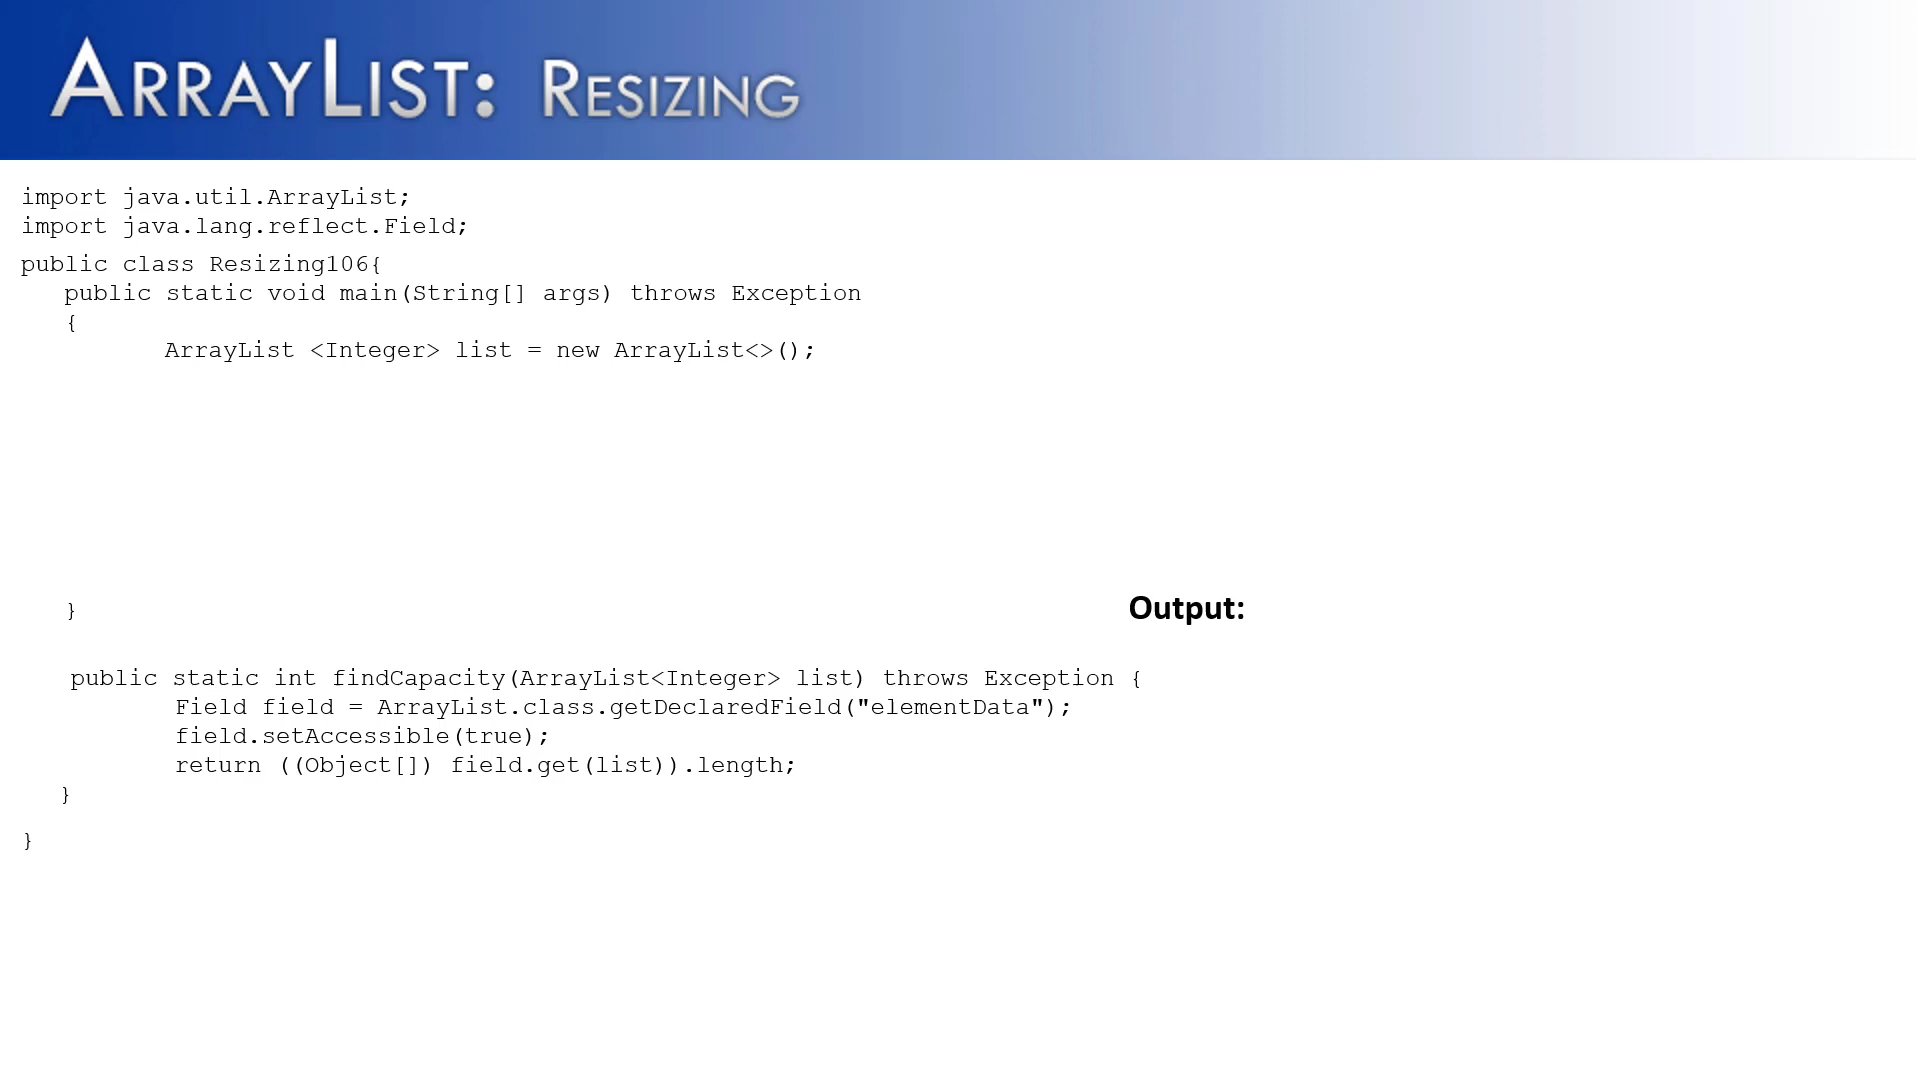 ArrayList: Resizing
import java.util.ArrayList;
import java.lang.reflect.Field;
public class Resizing106{
public static void main(String[] args) throws Exception
{
ArrayList <Integer> list = new ArrayList<>();
}
Output:
public static int findCapacity(ArrayList<Integer> list) throws Exception {
Field field = ArrayList.class.getDeclaredField("elementData");
field.setAccessible(true);
return ((Object[]) field.get(list)).length;
}
}